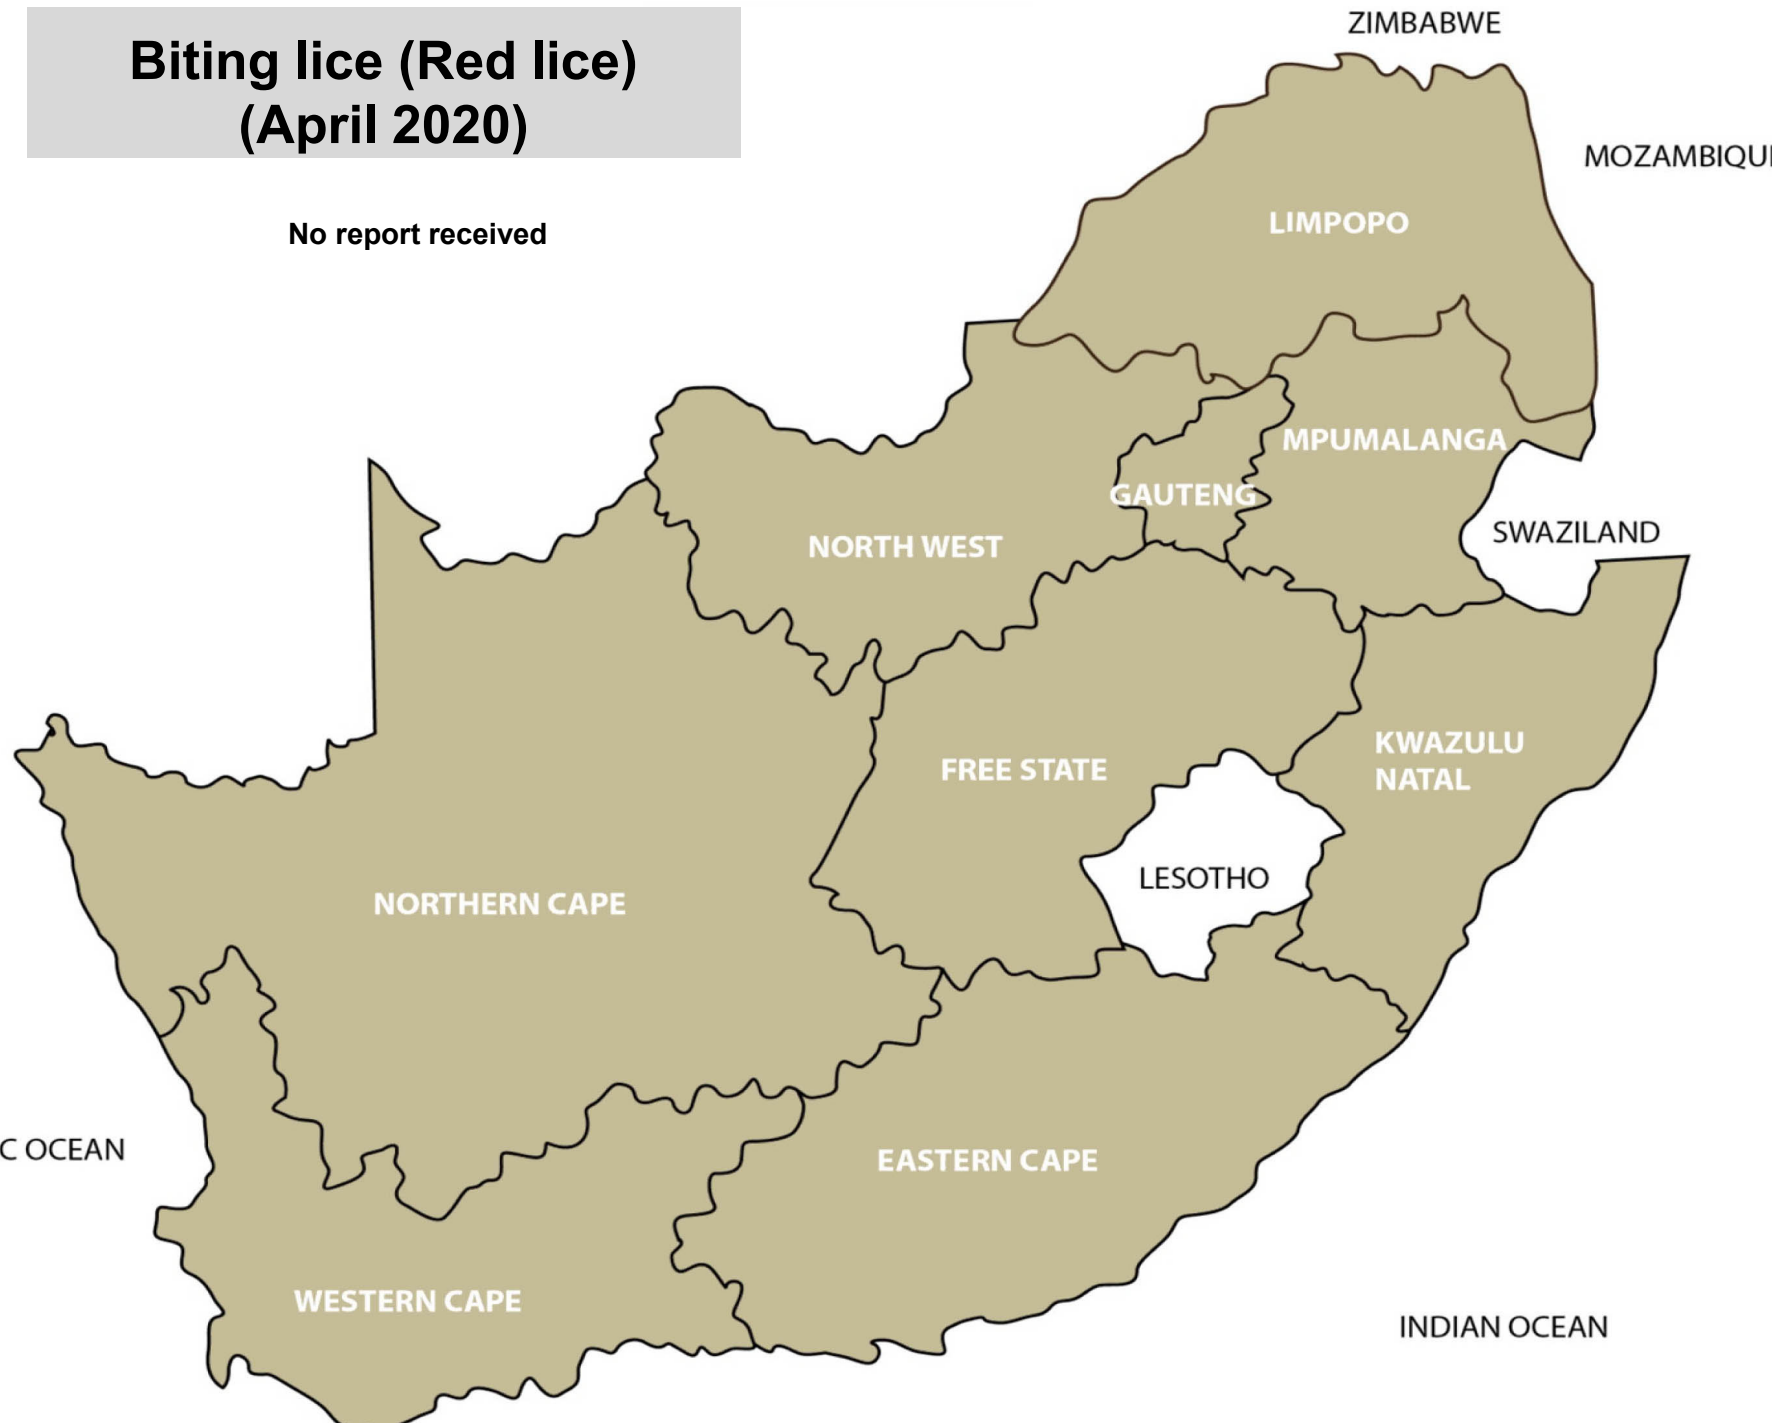 Biting lice (Red lice)
(April 2020)
No report received
ZIMBABWE
MOZAMBIQU
LIMPOPO
MPUMALANGA
GAUTENG
SWAZILAND
NORTH WEST
KWAZULU
NATAL
FREE STATE
LESOTHO
NORTHERN CAPE
C OCEAN
EASTERN CAPE
WESTERN CAPE
INDIAN OCEAN